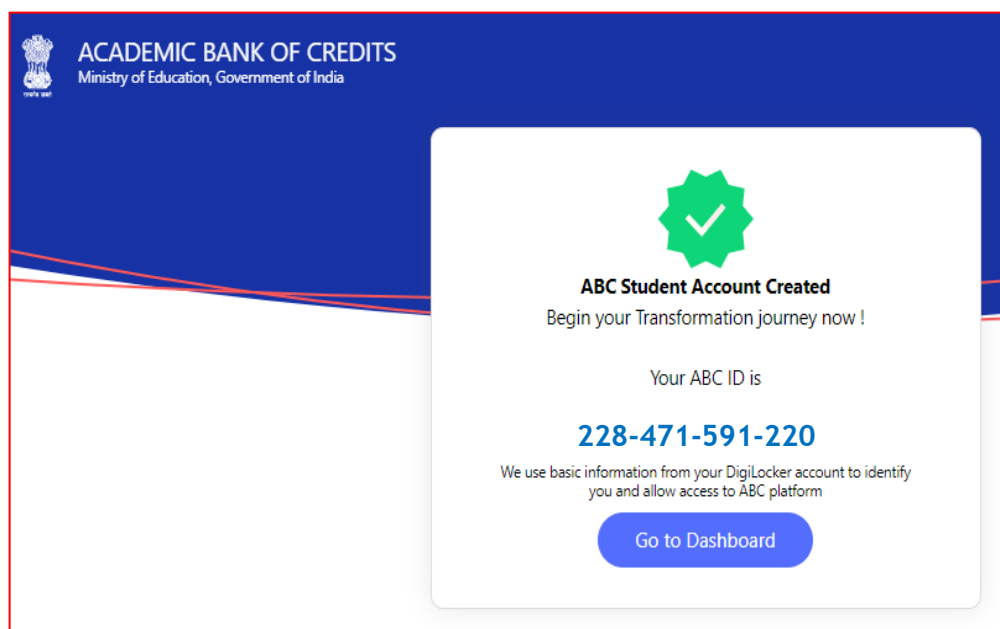 ACADEMIC BANK OF CREDITS
Ministry of Education, Government of India
ABC Student Account Created
Begin your Transformation journey now !
Your ABC ID is
228-471-591-220
We use basic information from your DigiLocker account to identify
you and allow access to ABC platform
Go to Dashboard